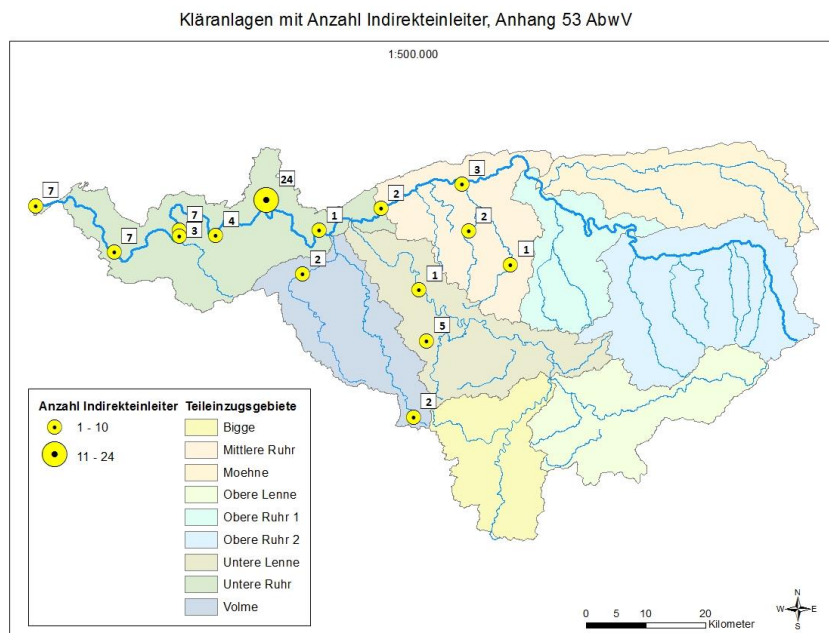 Kläranlagen mit Anzahl Indirekteinleiter, Anhang 53 AbwV
1:500.000
24
3
7
7
2
4
1
2
3
7
2
1
1
5
2
Anzahl Indirekteinleiter
1 - 10
11 - 24
Teileinzugsgebiete
Bigge
Mittlere Ruhr
Moehne
Obere Lenne
Obere Ruhr 1
Obere Ruhr 2
Untere Lenne
Untere Ruhr
Volme
N
W E
S
0 5 10 20
Kilometer